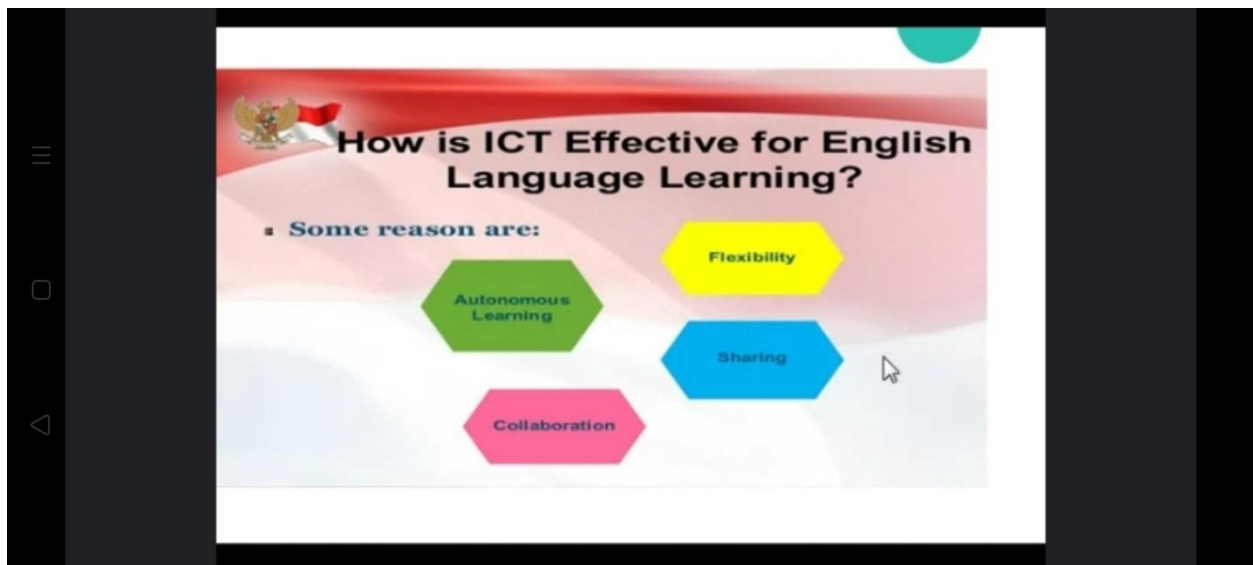 How is ICT Effective for English
Language Learning?
Some reason are:
Flexibility
Autonomous
Learning
Sharing
Collaboration